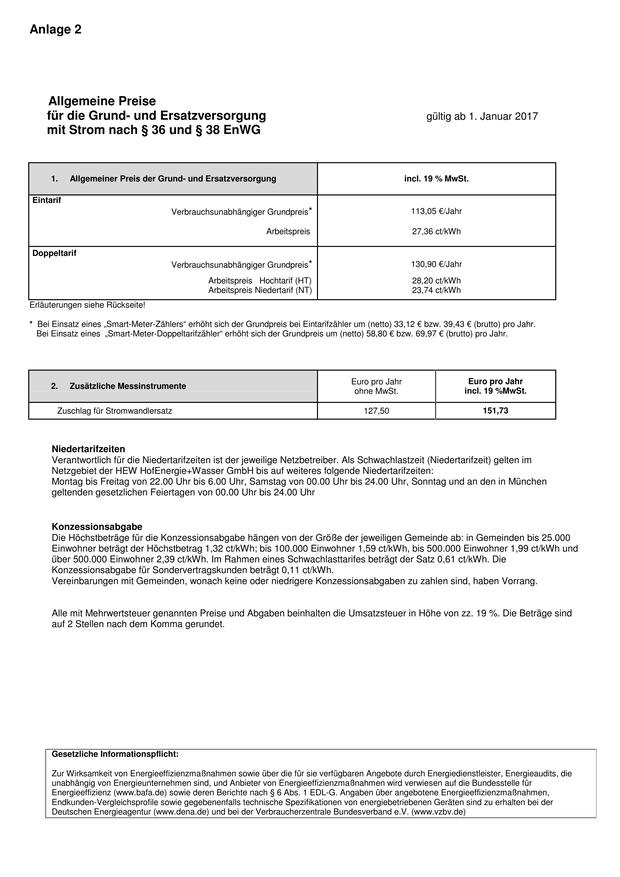 Anlage 2
Allgemeine Preise
für die Grund- und Ersatzversorgung
mit Strom nach § 36 und § 38 EnWG
gültig ab 1. Januar 2017
1. Allgemeiner Preis der Grund- und Ersatzversorgung incl. 19 % MwSt.
Eintarif
Verbrauchsunabhängiger Grundpreis* 113,05 €/Jahr
Arbeitspreis 27,36 ct/kWh
Doppeltarif
Verbrauchsunabhängiger Grundpreis* 130,90 €/Jahr
Arbeitspreis Hochtarif (HT) 28,20 ct/kWh
Arbeitspreis Niedertarif (NT) 23,74 ct/kWh
Erläuterungen siehe Rückseite!
* Bei Einsatz eines „Smart-Meter-Zählers“ erhöht sich der Grundpreis bei Eintarifzähler um (netto) 33,12 € bzw. 39,43 € (brutto) pro Jahr.
Bei Einsatz eines „Smart-Meter-Doppeltarifzähler“ erhöht sich der Grundpreis um (netto) 58,80 € bzw. 69,97 € (brutto) pro Jahr.
2. Zusätzliche Messinstrumente Euro pro Jahr ohne MwSt. Euro pro Jahr incl. 19 %MwSt.
Zuschlag für Stromwandlersatz 127,50 151,73
Niedertarifzeiten
Verantwortlich für die Niedertarifzeiten ist der jeweilige Netzbetreiber. Als Schwachlastzeit (Niedertarifzeit) gelten im
Netzgebiet der HEW HofEnergie+Wasser GmbH bis auf weiteres folgende Niedertarifzeiten:
Montag bis Freitag von 22.00 Uhr bis 6.00 Uhr, Samstag von 00.00 Uhr bis 24.00 Uhr, Sonntag und an den in München
geltenden gesetzlichen Feiertagen von 00.00 Uhr bis 24.00 Uhr
Konzessionsabgabe
Die Höchstbeträge für die Konzessionsabgabe hängen von der Größe der jeweiligen Gemeinde ab: in Gemeinden bis 25.000
Einwohner beträgt der Höchstbetrag 1,32 ct/kWh; bis 100.000 Einwohner 1,59 ct/kWh, bis 500.000 Einwohner 1,99 ct/kWh und
über 500.000 Einwohner 2,39 ct/kWh. Im Rahmen eines Schwachlasttarifes beträgt der Satz 0,61 ct/kWh. Die
Konzessionsabgabe für Sondervertragskunden beträgt 0,11 ct/kWh.
Vereinbarungen mit Gemeinden, wonach keine oder niedrigere Konzessionsabgaben zu zahlen sind, haben Vorrang.
Alle mit Mehrwertsteuer genannten Preise und Abgaben beinhalten die Umsatzsteuer in Höhe von zz. 19 %. Die Beträge sind
auf 2 Stellen nach dem Komma gerundet.
Gesetzliche Informationspflicht:
Zur Wirksamkeit von Energieeffizienzmaßnahmen sowie über die für sie verfügbaren Angebote durch Energiedienstleister, Energieaudits, die
unabhängig von Energieunternehmen sind, und Anbieter von Energieeffizienzmaßnahmen wird verwiesen auf die Bundesstelle für
Energieeffizienz (www.bafa.de) sowie deren Berichte nach § 6 Abs. 1 EDL-G. Angaben über angebotene Energieeffizienzmaßnahmen,
Endkunden-Vergleichsprofile sowie gegebenenfalls technische Spezifikationen von energiebetriebenen Geräten sind zu erhalten bei der
Deutschen Energieagentur (www.dena.de) und bei der Verbraucherzentrale Bundesverband e.V. (www.vzbv.de)